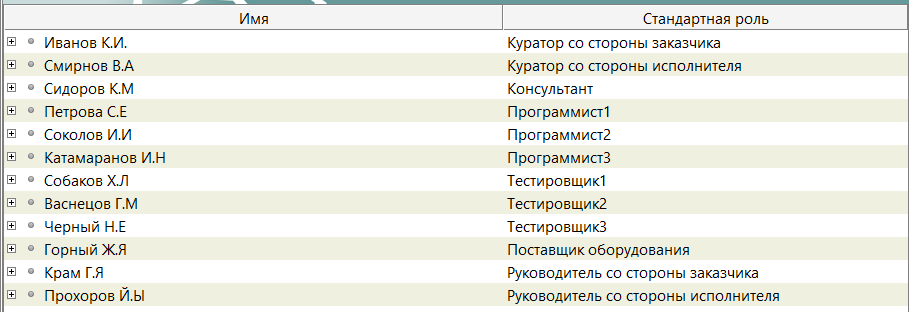 Имя Стандартная роль
Иванов К.И. Куратор со стороны заказчика
Смирнов В.А Куратор со стороны исполнителя
Сидоров К.М Консультант
Петрова С.Е Программист1
Соколов И.И Программист2
Катамаранов И.Н Программист3
Собаков Х.Л Тестировщик1
Васнецов Г.М Тестировщик2
Черный Н.Е Тестировщик3
Горный Ж.Я Поставщик оборудования
Крам Г.Я Руководитель со стороны заказчика
Прохоров Й.Ы Руководитель со стороны исполнителя